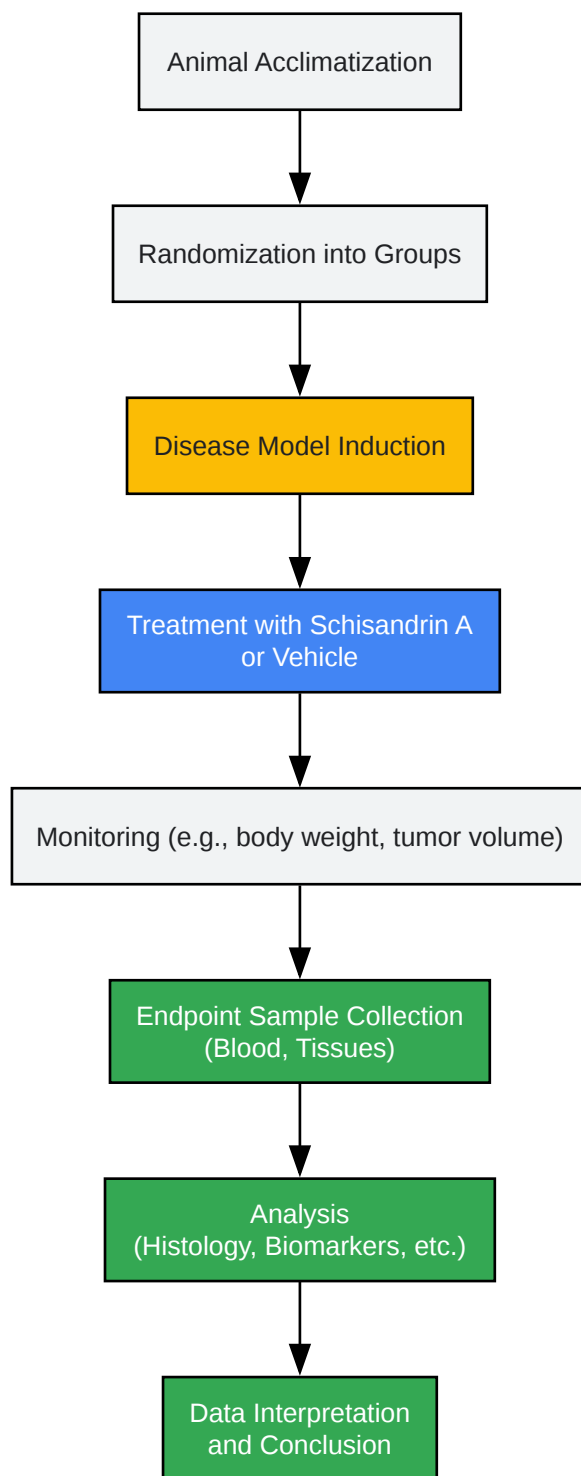 Animal Acclimatization
Randomization into Groups
Disease Model Induction
Treatment with Schisandrin A
or Vehicle
Monitoring (e.g., body weight, tumor volume)
Endpoint Sample Collection
(Blood, Tissues)
Analysis
(Histology, Biomarkers, etc.)
Data Interpretation
and Conclusion